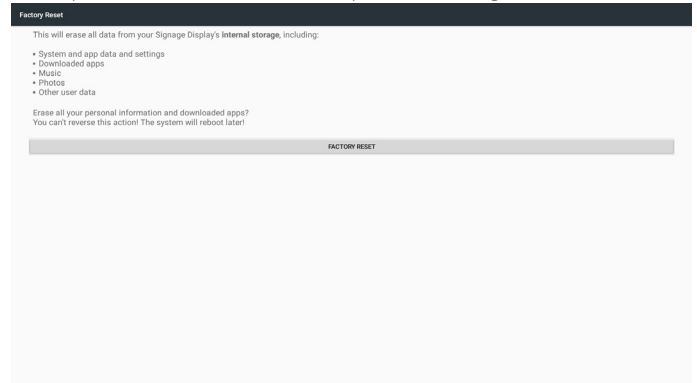 Factory Reset
This will erase all data from your Signage Display's internal storage, including:
• System and app data and settings
• Downloaded apps
• Music
• Photos
• Other user data
Erase all your personal information and downloaded apps?
You can't reverse this action! The system will reboot later!
FACTORY RESET